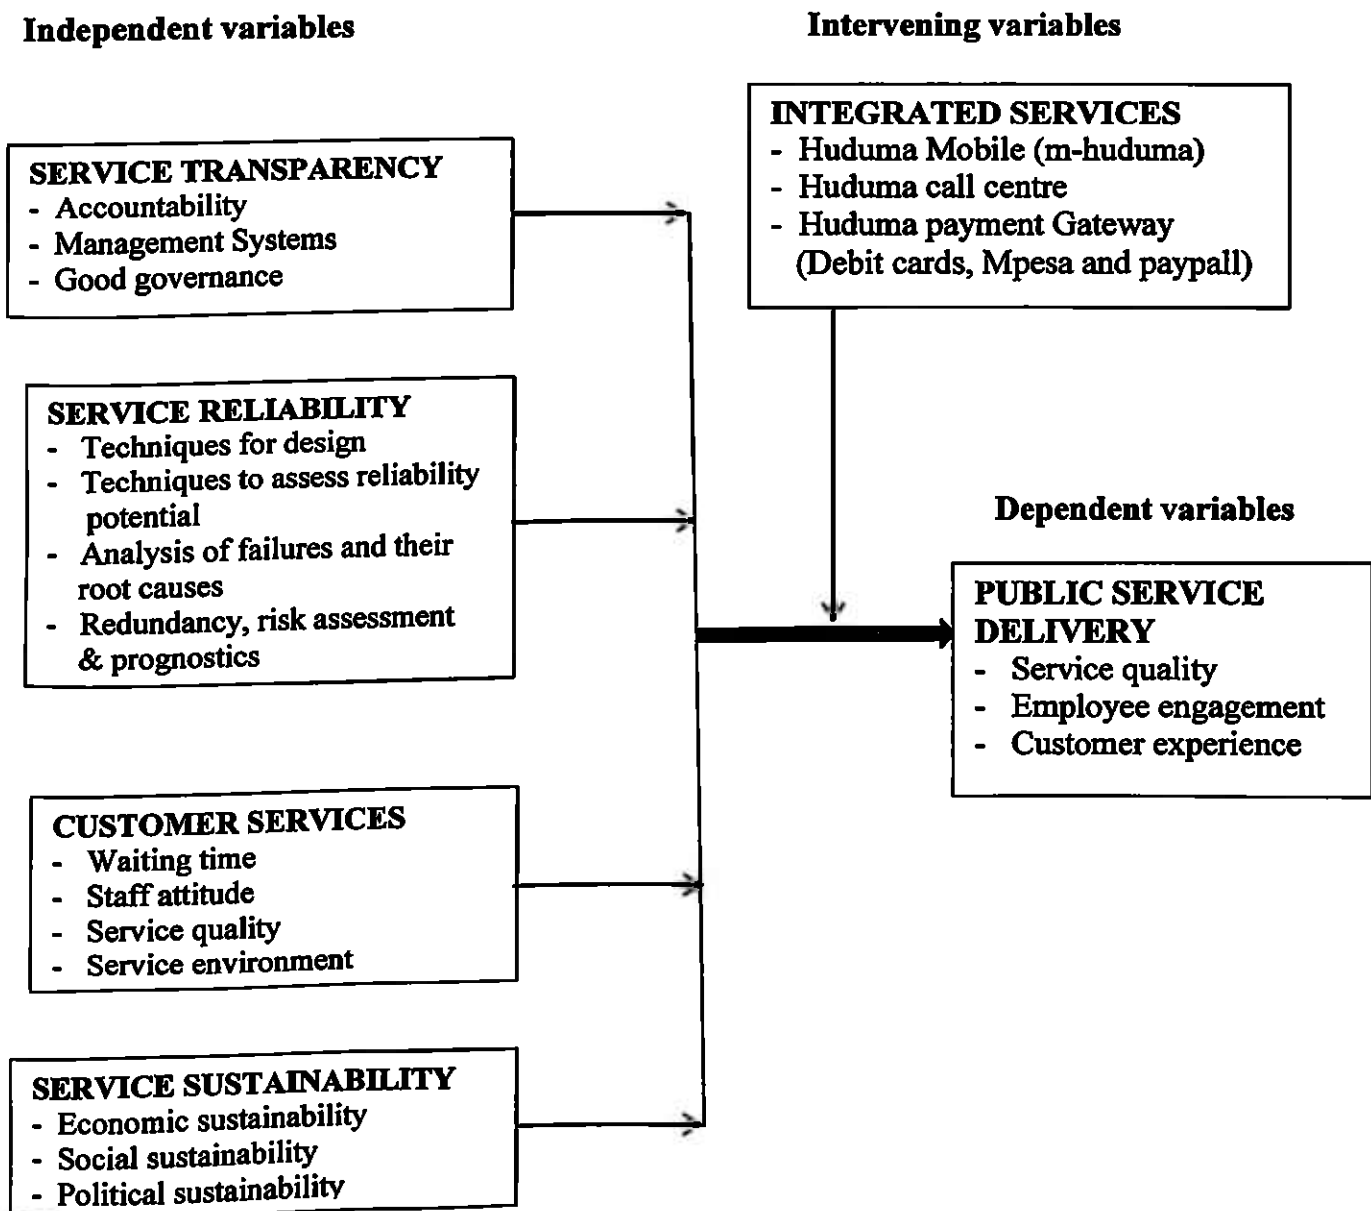 Independent variables
SERVICE TRANSPARENCY
- Accountability
- Management Systems
- Good governance
SERVICE RELIABILITY
- Techniques for design
- Techniques to assess reliability
potential
- Analysis of failures and their
root causes
- Redundancy, risk assessment
& prognostics
CUSTOMER SERVICES
- Waiting time
- Staff attitude
- Service quality
- Service environment
SERVICE SUSTAINABILITY
- Economic sustainability
- Social sustainability
- Political sustainability
Intervening variables
INTEGRATED SERVICES
- Huduma Mobile (m-huduma)
- Huduma call centre
- Huduma payment Gateway
(Debit cards, Mpesa and paypall)
Dependent variables
PUBLIC SERVICE
DELIVERY
- Service quality
- Employee engagement
- Customer experience